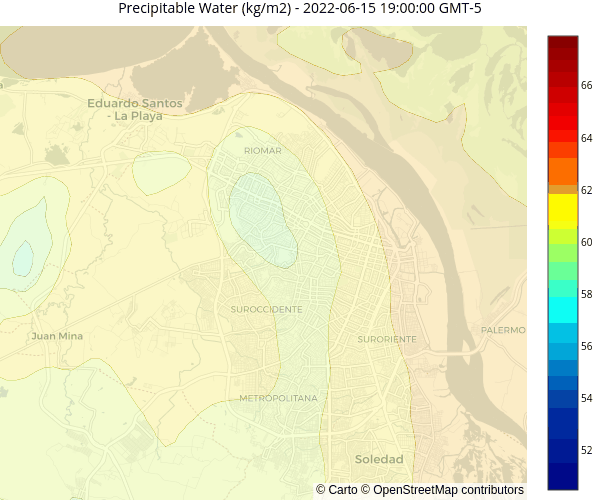 Precipitable Water (kg/m2) - 2022-06-15 19:00:00 GMT-5
66
Eduardo Santos
- La Playa
64
RIOMAR
62
60
58
SUROCCIDENTE
PALERMO
Juan Mina
SURORIENTE
56
54
METROPOLITANA
52
Soledad
© Carto © OpenStreetMap contributors